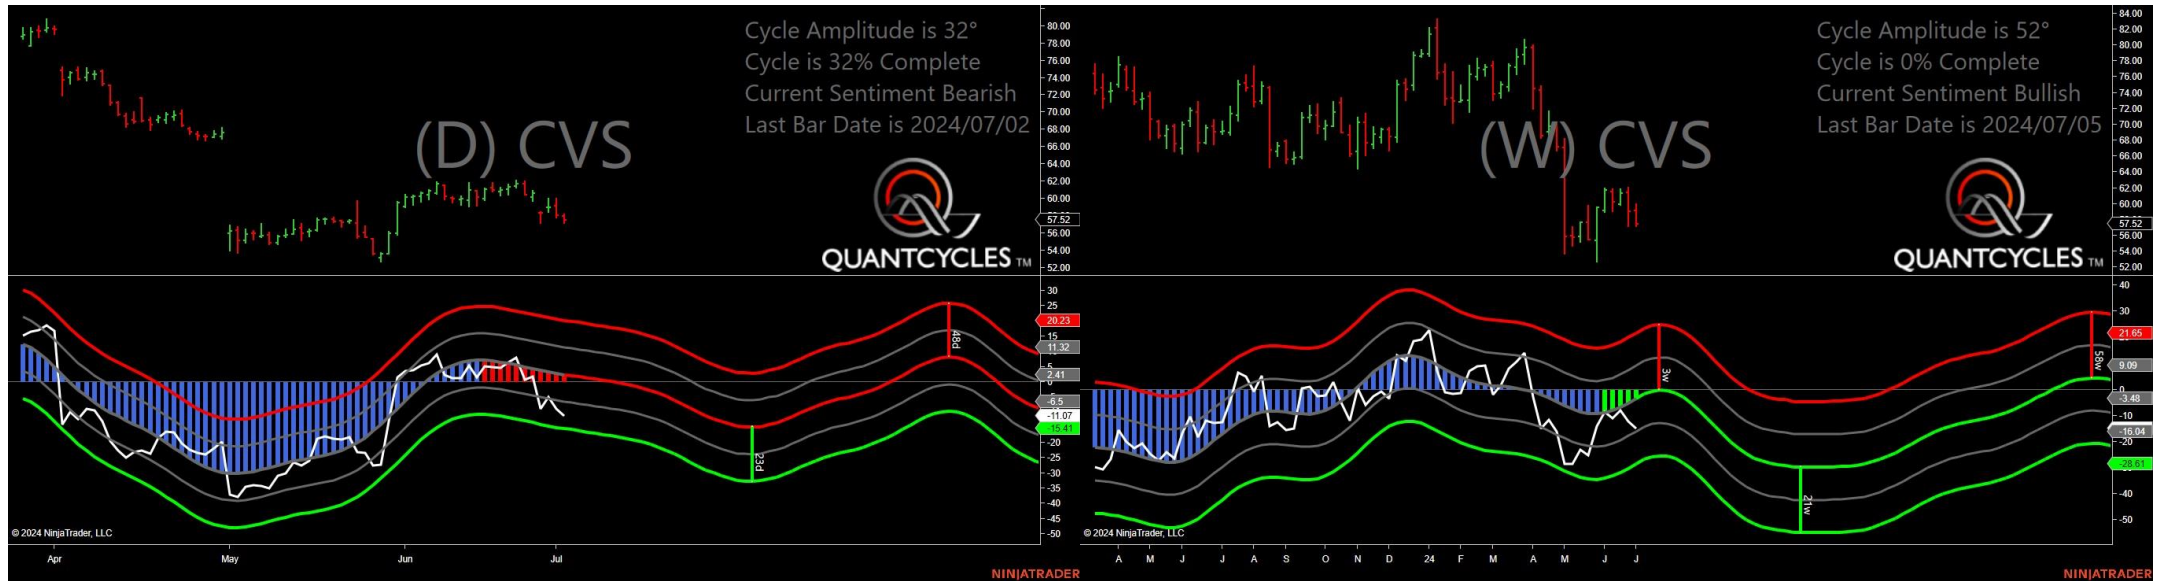 Cycle Amplitude is 32°
Cycle is 32% Complete
Current Sentiment Bearish
Last Bar Date is 2024/07/02
(D) CVS
QUANTCYCLES TM
80.00
78.00
76.00
74.00
72.00
70.00
68.00
66.00
64.00
62.00
60.00
57.52
56.00
54.00
52.00
30
25
20.23
15
11.32
5
2.41
-6.5
-11.07
-15.41
-20
-25
-30
-35
-40
-45
-50
48d
23d
© 2024 NinjaTrader, LLC
Apr May Jun Jul
NINJATRADER
Cycle Amplitude is 52°
Cycle is 0% Complete
Current Sentiment Bullish
Last Bar Date is 2024/07/05
(W) CVS
QUANTCYCLES TM
84.00
82.00
80.00
78.00
76.00
74.00
72.00
70.00
68.00
66.00
64.00
62.00
60.00
57.52
56.00
54.00
52.00
40
30
21.65
9.09
0
-3.48
-10
-16.04
-20
-28.61
-40
-50
3w
21w
58w
© 2024 NinjaTrader, LLC
A M J J A S O N D 24 F M A M J J
NINJATRADER